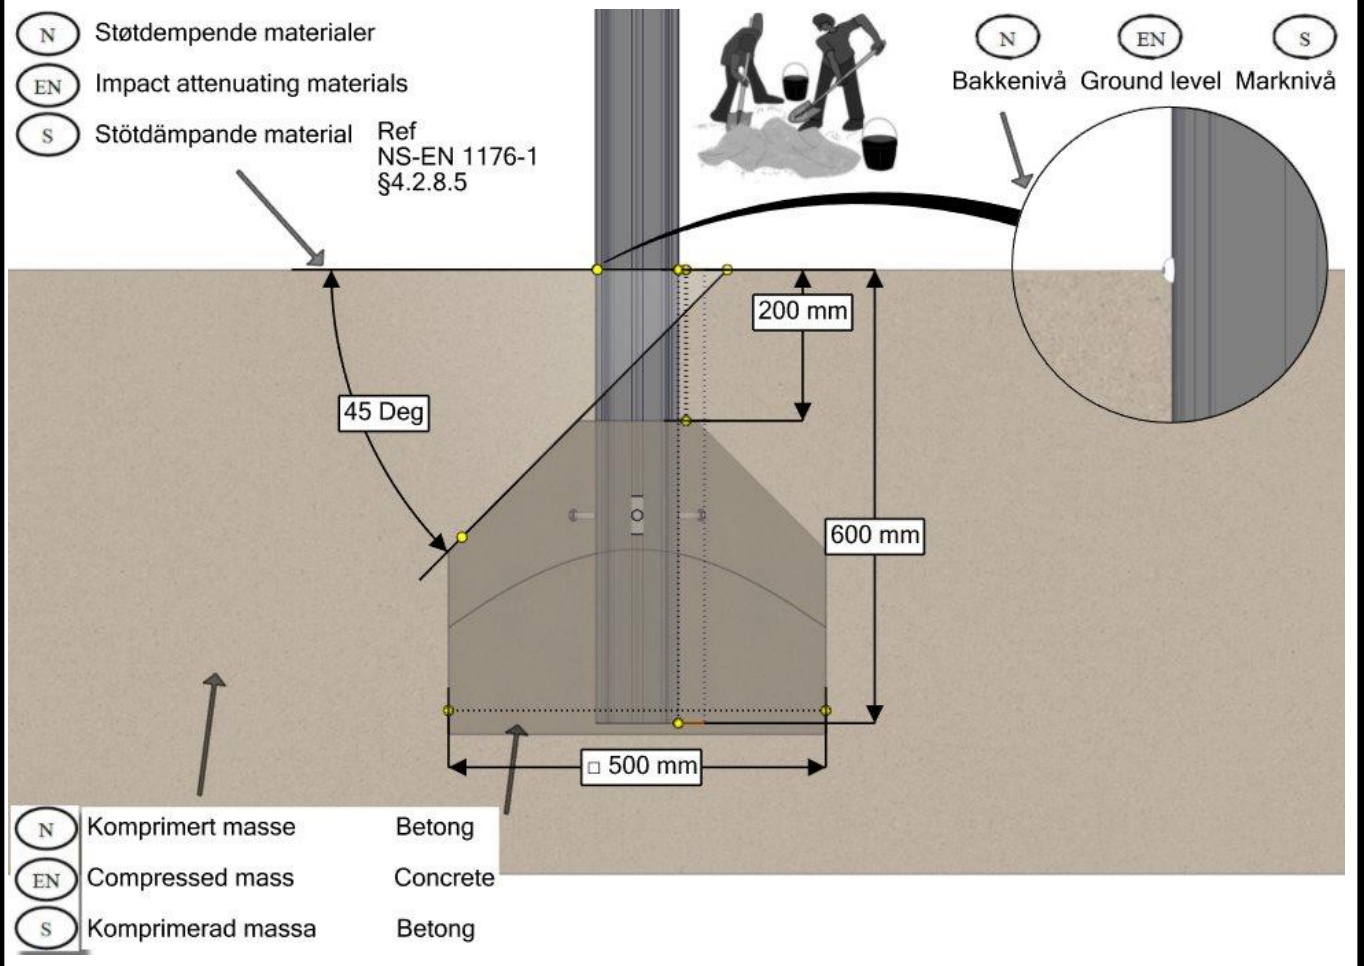 N Støtdempende materialer
EN Impact attenuating materials
S Stötdämpande material
Ref
NS-EN 1176-1
§4.2.8.5
N EN S
Bakkenivå Ground level Marknivå
200 mm
45 Deg
600 mm
□ 500 mm
N Komprimert masse Betong
EN Compressed mass Concrete
S Komprimerad massa Betong